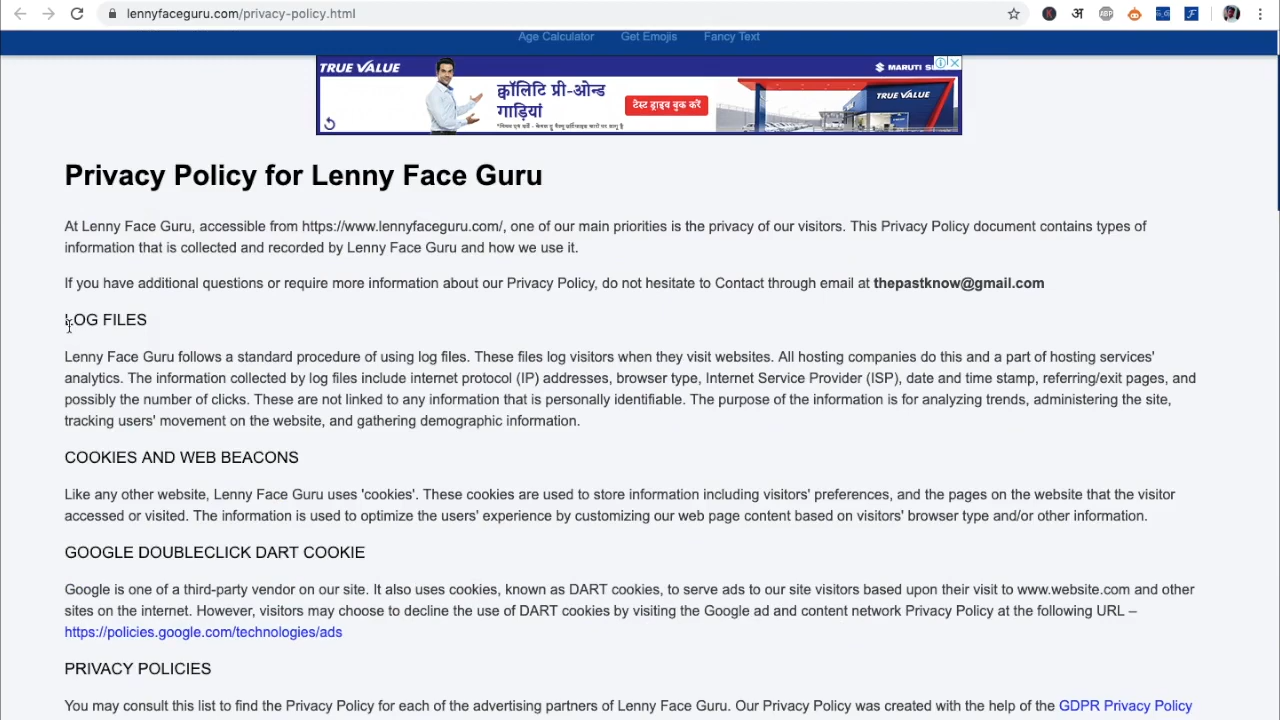 lennyfaceguru.com/privacy-policy.html
Age Calculator Get Emojis Fancy Text
TRUE VALUE
क्वॉलिटि प्री-ओन्ड
गाड़ियां
टैस्ट ड्राइव बुक करें
MARUTI
TRUE VALUE
Privacy Policy for Lenny Face Guru
At Lenny Face Guru, accessible from https://www.lennyfaceguru.com/, one of our main priorities is the privacy of our visitors. This Privacy Policy document contains types of
information that is collected and recorded by Lenny Face Guru and how we use it.
If you have additional questions or require more information about our Privacy Policy, do not hesitate to Contact through email at thepastknow@gmail.com
LOG FILES
Lenny Face Guru follows a standard procedure of using log files. These files log visitors when they visit websites. All hosting companies do this and a part of hosting services'
analytics. The information collected by log files include internet protocol (IP) addresses, browser type, Internet Service Provider (ISP), date and time stamp, referring/exit pages, and
possibly the number of clicks. These are not linked to any information that is personally identifiable. The purpose of the information is for analyzing trends, administering the site,
tracking users' movement on the website, and gathering demographic information.
COOKIES AND WEB BEACONS
Like any other website, Lenny Face Guru uses 'cookies'. These cookies are used to store information including visitors' preferences, and the pages on the website that the visitor
accessed or visited. The information is used to optimize the users' experience by customizing our web page content based on visitors' browser type and/or other information.
GOOGLE DOUBLECLICK DART COOKIE
Google is one of a third-party vendor on our site. It also uses cookies, known as DART cookies, to serve ads to our site visitors based upon their visit to www.website.com and other
sites on the internet. However, visitors may choose to decline the use of DART cookies by visiting the Google ad and content network Privacy Policy at the following URL –
https://policies.google.com/technologies/ads
PRIVACY POLICIES
You may consult this list to find the Privacy Policy for each of the advertising partners of Lenny Face Guru. Our Privacy Policy was created with the help of the GDPR Privacy Policy